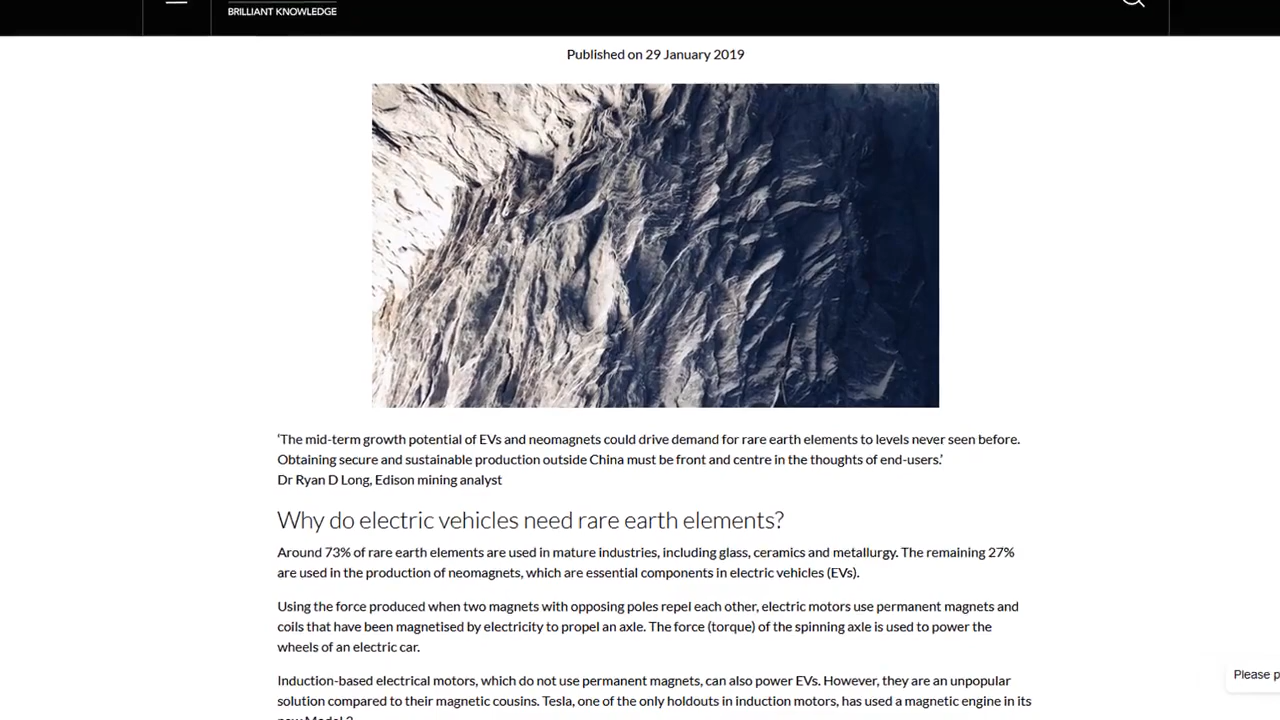 BRILLIANT KNOWLEDGE
Published on 29 January 2019
‘The mid-term growth potential of EVs and neomagnets could drive demand for rare earth elements to levels never seen before.
Obtaining secure and sustainable production outside China must be front and centre in the thoughts of end-users.’
Dr Ryan D Long, Edison mining analyst
Why do electric vehicles need rare earth elements?
Around 73% of rare earth elements are used in mature industries, including glass, ceramics and metallurgy. The remaining 27%
are used in the production of neomagnets, which are essential components in electric vehicles (EVs).
Using the force produced when two magnets with opposing poles repel each other, electric motors use permanent magnets and
coils that have been magnetised by electricity to propel an axle. The force (torque) of the spinning axle is used to power the
wheels of an electric car.
Induction-based electrical motors, which do not use permanent magnets, can also power EVs. However, they are an unpopular
solution compared to their magnetic cousins. Tesla, one of the only holdouts in induction motors, has used a magnetic engine in its
Please